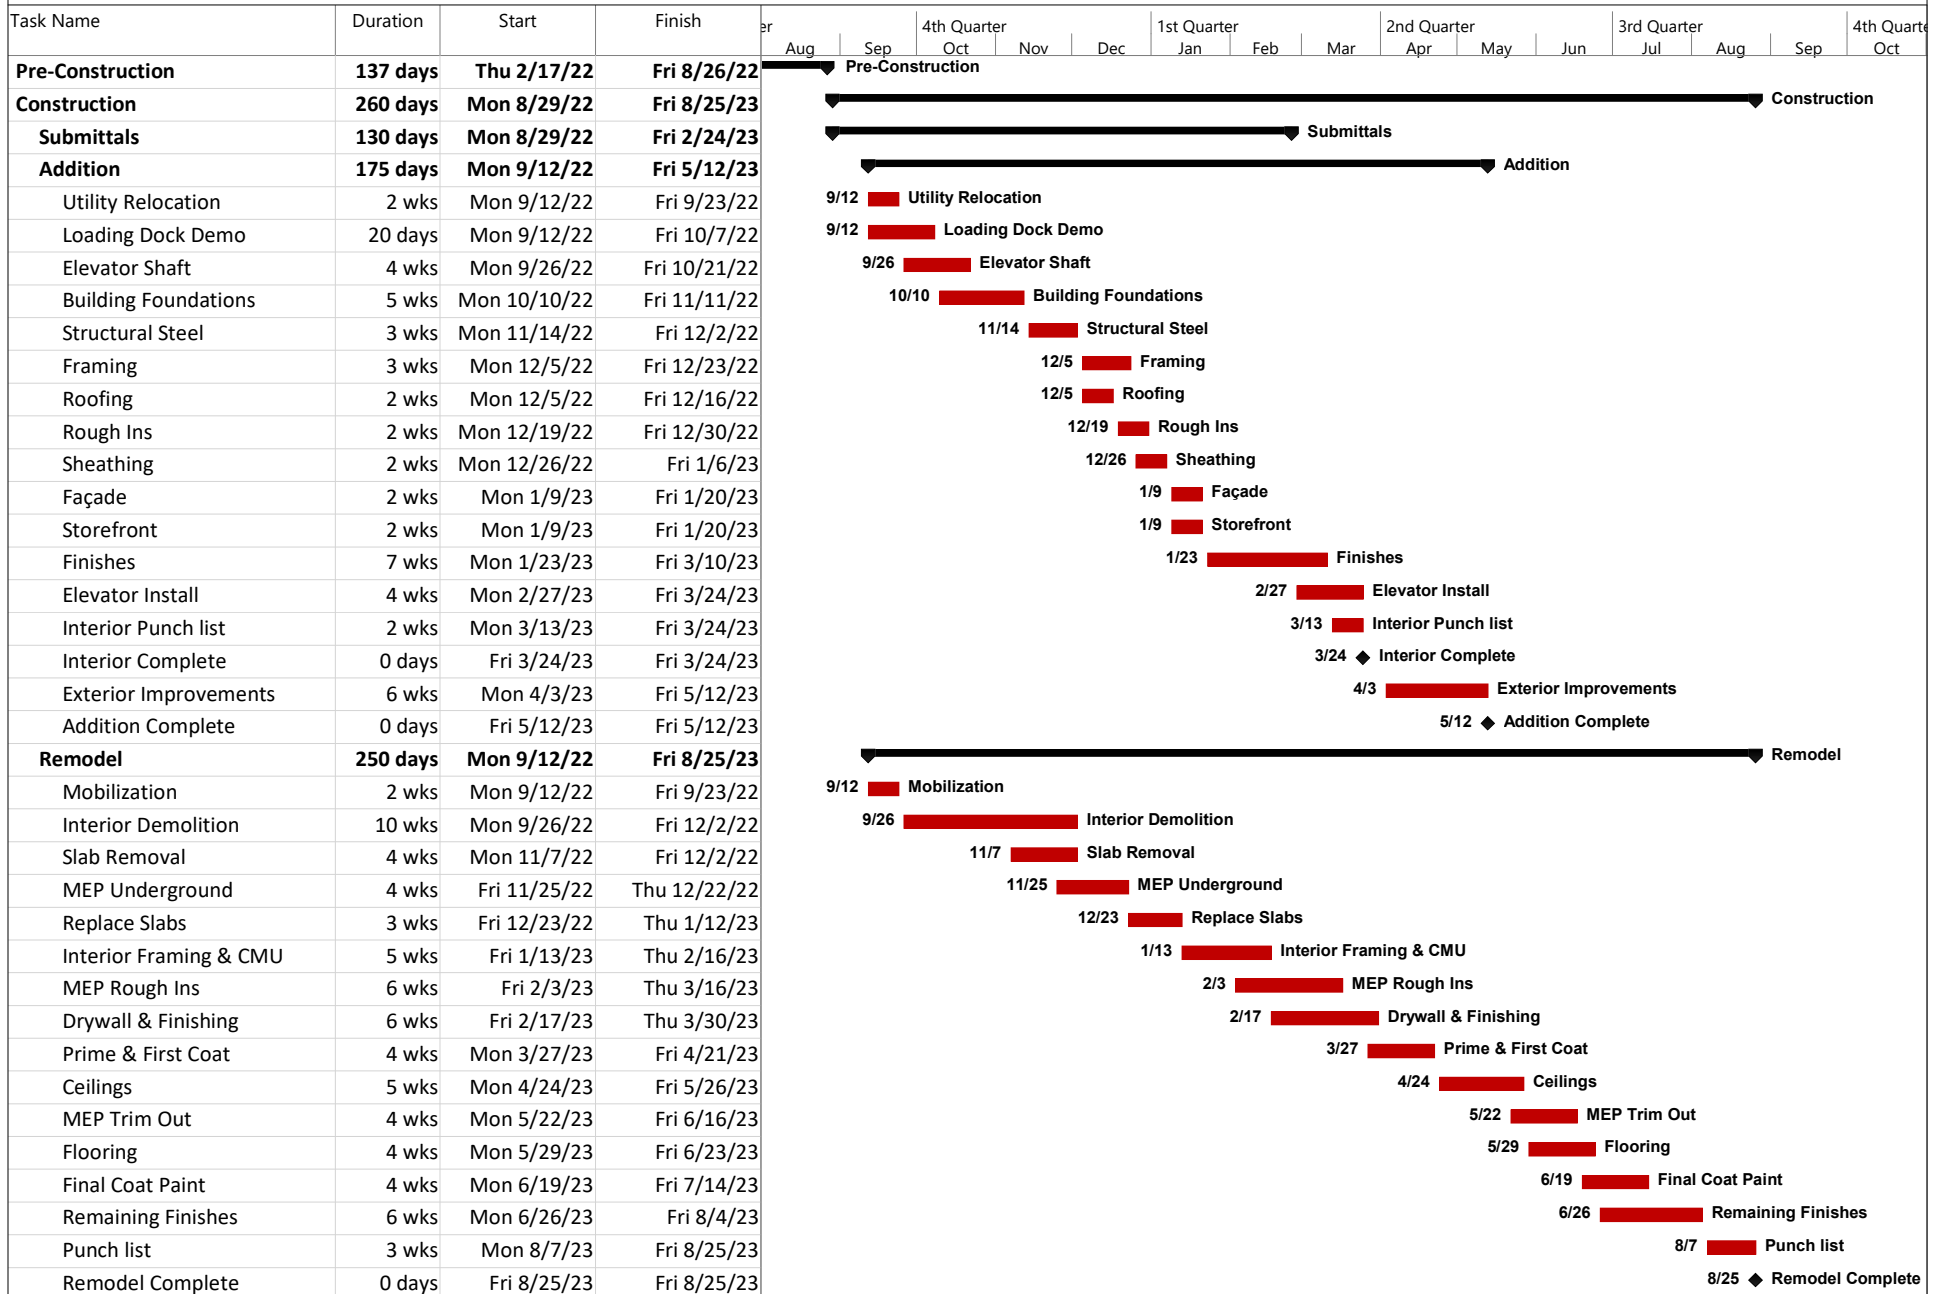 Task Name Duration Start Finish er 4th Quarter 1st Quarter 2nd Quarter 3rd Quarter 4th Quarte
Aug Sep Oct Nov Dec Jan Feb Mar Apr May Jun Jul Aug Sep Oct
Pre-Construction 137 days Thu 2/17/22 Fri 8/26/22 Pre-Construction
Construction 260 days Mon 8/29/22 Fri 8/25/23 Construction
Submittals 130 days Mon 8/29/22 Fri 2/24/23 Submittals
Addition 175 days Mon 9/12/22 Fri 5/12/23 Addition
Utility Relocation 2 wks Mon 9/12/22 Fri 9/23/22 9/12 Utility Relocation
Loading Dock Demo 20 days Mon 9/12/22 Fri 10/7/22 9/12 Loading Dock Demo
Elevator Shaft 4 wks Mon 9/26/22 Fri 10/21/22 9/26 Elevator Shaft
Building Foundations 5 wks Mon 10/10/22 Fri 11/11/22 10/10 Building Foundations
Structural Steel 3 wks Mon 11/14/22 Fri 12/2/22 11/14 Structural Steel
Framing 3 wks Mon 12/5/22 Fri 12/23/22 12/5 Framing
Roofing 2 wks Mon 12/5/22 Fri 12/16/22 12/5 Roofing
Rough Ins 2 wks Mon 12/19/22 Fri 12/30/22 12/19 Rough Ins
Sheathing 2 wks Mon 12/26/22 Fri 1/6/23 12/26 Sheathing
Façade 2 wks Mon 1/9/23 Fri 1/20/23 1/9 Façade
Storefront 2 wks Mon 1/9/23 Fri 1/20/23 1/9 Storefront
Finishes 7 wks Mon 1/23/23 Fri 3/10/23 1/23 Finishes
Elevator Install 4 wks Mon 2/27/23 Fri 3/24/23 2/27 Elevator Install
Interior Punch list 2 wks Mon 3/13/23 Fri 3/24/23 3/13 Interior Punch list
Interior Complete 0 days Fri 3/24/23 Fri 3/24/23 3/24 Interior Complete
Exterior Improvements 6 wks Mon 4/3/23 Fri 5/12/23 4/3 Exterior Improvements
Addition Complete 0 days Fri 5/12/23 Fri 5/12/23 5/12 Addition Complete
Remodel 250 days Mon 9/12/22 Fri 8/25/23 Remodel
Mobilization 2 wks Mon 9/12/22 Fri 9/23/22 9/12 Mobilization
Interior Demolition 10 wks Mon 9/26/22 Fri 12/2/22 9/26 Interior Demolition
Slab Removal 4 wks Mon 11/7/22 Fri 12/2/22 11/7 Slab Removal
MEP Underground 4 wks Fri 11/25/22 Thu 12/22/22 11/25 MEP Underground
Replace Slabs 3 wks Fri 12/23/22 Thu 1/12/23 12/23 Replace Slabs
Interior Framing & CMU 5 wks Fri 1/13/23 Thu 2/16/23 1/13 Interior Framing & CMU
MEP Rough Ins 6 wks Fri 2/3/23 Thu 3/16/23 2/3 MEP Rough Ins
Drywall & Finishing 6 wks Fri 2/17/23 Thu 3/30/23 2/17 Drywall & Finishing
Prime & First Coat 4 wks Mon 3/27/23 Fri 4/21/23 3/27 Prime & First Coat
Ceilings 5 wks Mon 4/24/23 Fri 5/26/23 4/24 Ceilings
MEP Trim Out 4 wks Mon 5/22/23 Fri 6/16/23 5/22 MEP Trim Out
Flooring 4 wks Mon 5/29/23 Fri 6/23/23 5/29 Flooring
Final Coat Paint 4 wks Mon 6/19/23 Fri 7/14/23 6/19 Final Coat Paint
Remaining Finishes 6 wks Mon 6/26/23 Fri 8/4/23 6/26 Remaining Finishes
Punch list 3 wks Mon 8/7/23 Fri 8/25/23 8/7 Punch list
Remodel Complete 0 days Fri 8/25/23 Fri 8/25/23 8/25 Remodel Complete